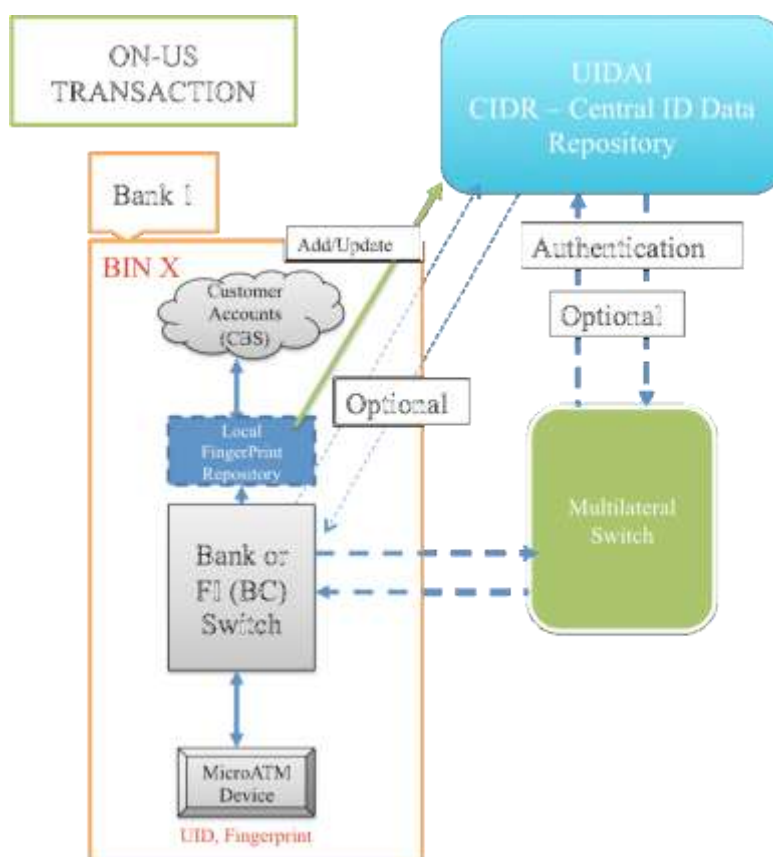 ON-US
TRANSACTION
UIDAI
CIDR – Central ID Data
Repository
Bank 1
Add/Update
BIN X
Customer
Accounts
(CBS)
Authentication
Optional
Optional
Local
FingerPrint
Repository
Multilateral
Switch
Bank or
FI (BC)
Switch
MicroATM
Device
UID, Fingerprint